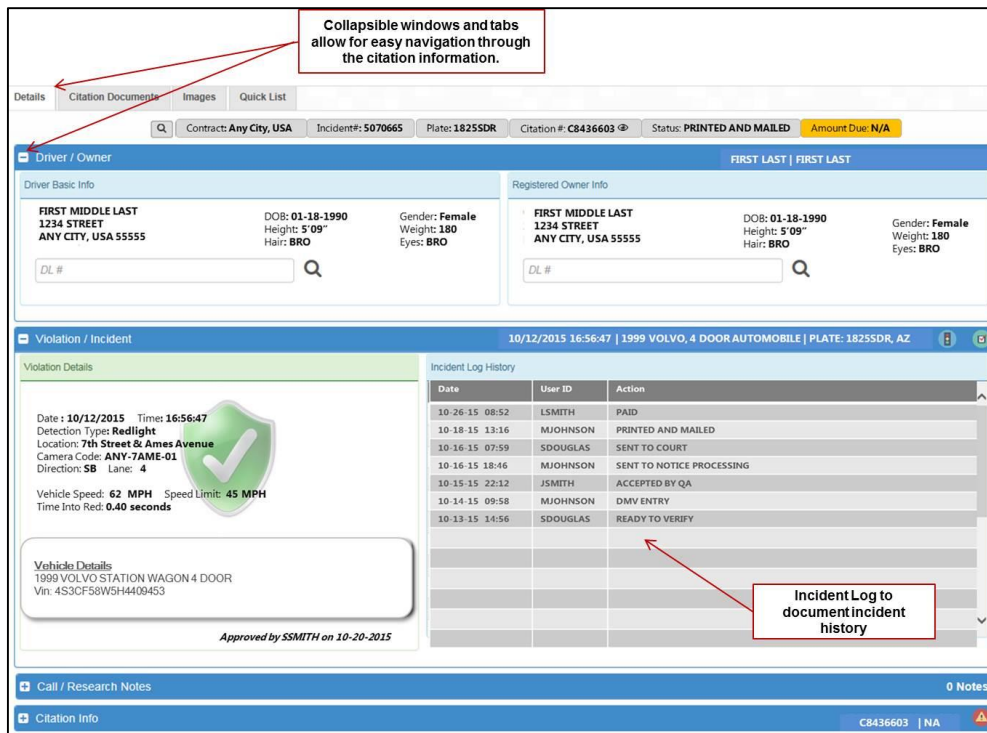 Collapsible windows and tabs
allow for easy navigation through
the citation information.
Details Citation Documents Images Quick List
Contract: Any City, USA Incident#: 5070665 Plate: 1825SDR Citation #: C8436603 Status: PRINTED AND MAILED Amount Due: N/A
Driver / Owner FIRST LAST | FIRST LAST
Driver Basic Info
FIRST MIDDLE LAST
1234 STREET
ANY CITY, USA 55555
DOB: 01-18-1990
Height: 5'09"
Hair: BRO
Gender: Female
Weight: 180
Eyes: BRO
DL #
Registered Owner Info
FIRST MIDDLE LAST
1234 STREET
ANY CITY, USA 55555
DOB: 01-18-1990
Height: 5'09"
Hair: BRO
Gender: Female
Weight: 180
Eyes: BRO
DL #
Violation / Incident 10/12/2015 16:56:47 | 1999 VOLVO, 4 DOOR AUTOMOBILE | PLATE: 1825SDR, AZ
Violation Details
Date : 10/12/2015 Time: 16:56:47
Detection Type: Redlight
Location: 7th Street & Ames Avenue
Camera Code: ANY-7AME-01
Direction: SB Lane: 4
Vehicle Speed: 62 MPH Speed Limit: 45 MPH
Time Into Red: 0.40 seconds
Vehicle Details
1999 VOLVO STATION WAGON 4 DOOR
Vin: 4S3CF58W5H4409453
Approved by SSMITH on 10-20-2015
Incident Log History
Date User ID Action
10-26-15 08:52 LSMITH PAID
10-18-15 13:16 MJOHNSON PRINTED AND MAILED
10-16-15 07:59 SDOUGLAS SENT TO COURT
10-16-15 18:46 MJOHNSON SENT TO NOTICE PROCESSING
10-15-15 22:12 JSMITH ACCEPTED BY QA
10-14-15 09:58 MJOHNSON DMV ENTRY
10-13-15 14:56 SDOUGLAS READY TO VERIFY
Incident Log to
document incident
history
Call / Research Notes 0 Notes
Citation Info C8436603 | NA